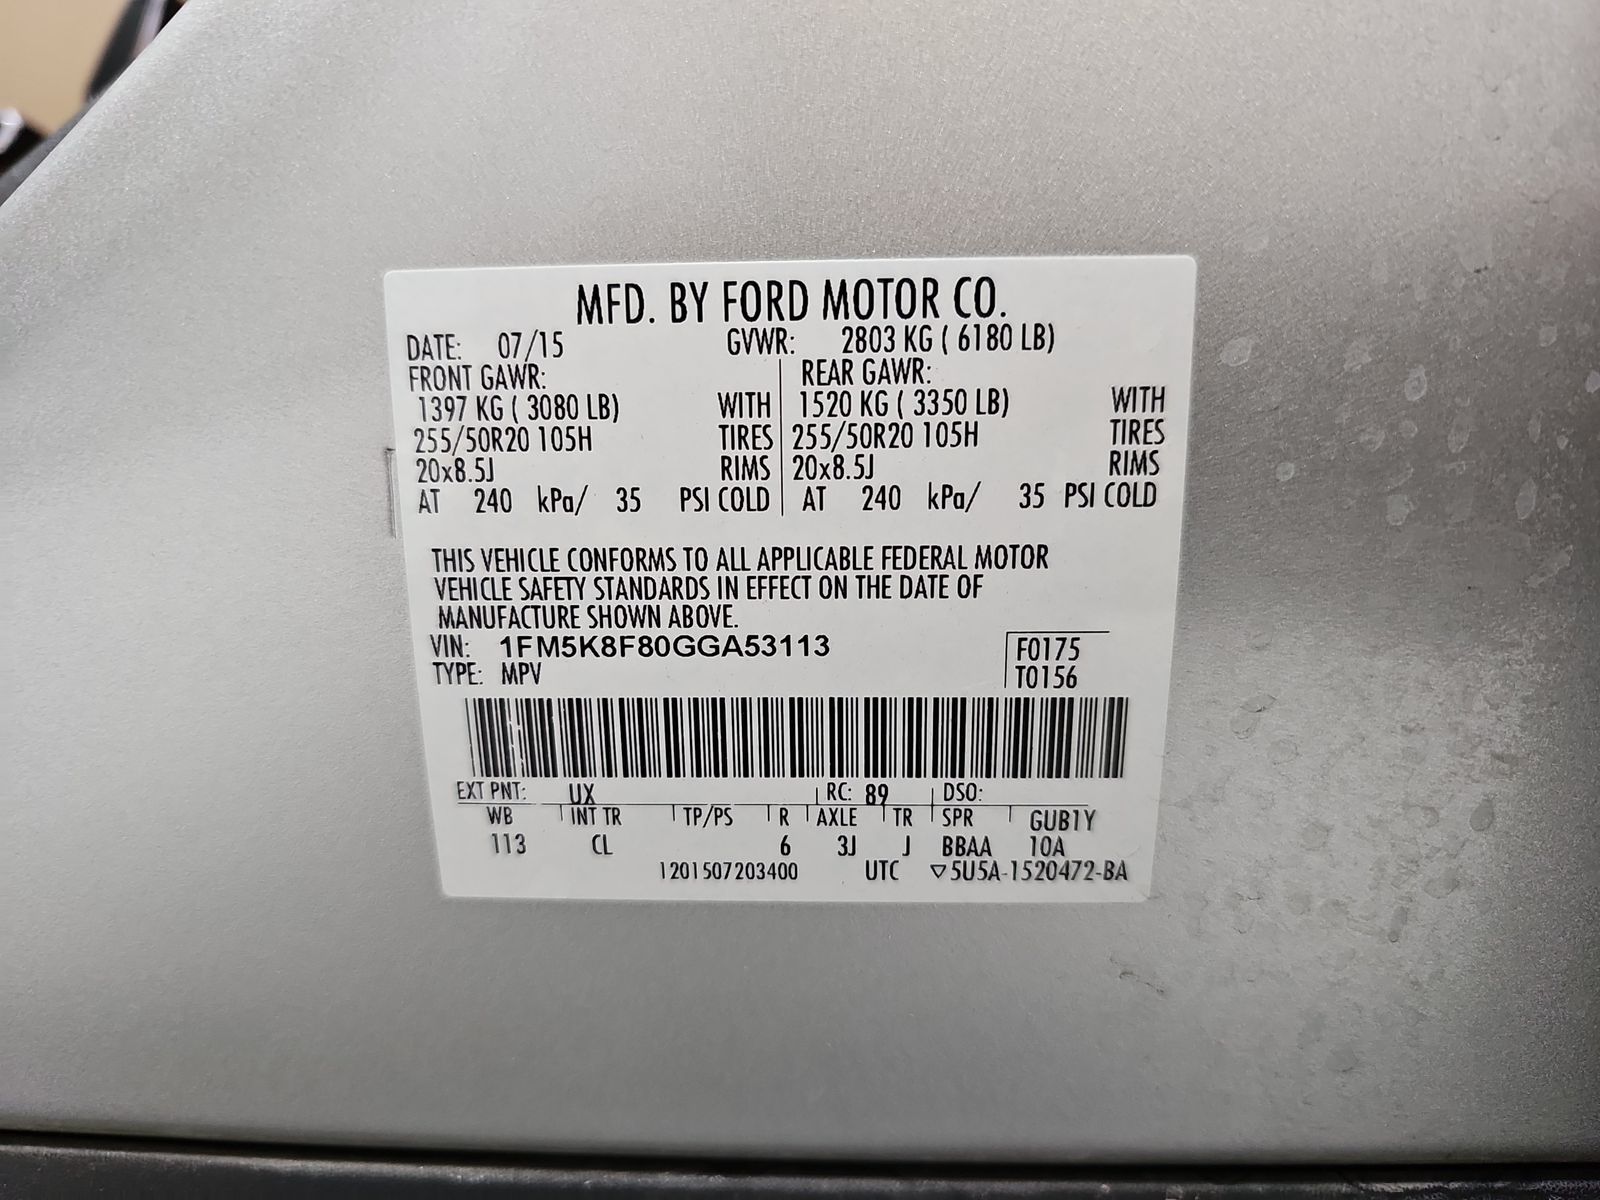 MFD. BY FORD MOTOR CO.
DATE: 07/15 GVWR: 2803 KG ( 6180 LB)
FRONT GAWR: REAR GAWR:
1397 KG ( 3080 LB) WITH 1520 KG ( 3350 LB) WITH
255/50R20 105H TIRES 255/50R20 105H TIRES
20x8.5J RIMS 20x8.5J RIMS
AT 240 kPa/ 35 PSI COLD AT 240 kPa/ 35 PSI COLD
THIS VEHICLE CONFORMS TO ALL APPLICABLE FEDERAL MOTOR
VEHICLE SAFETY STANDARDS IN EFFECT ON THE DATE OF
MANUFACTURE SHOWN ABOVE.
VIN: 1FM5K8F80GGA53113 F0175
TYPE: MPV T0156
EXT PNT: UX RC: 89 DSO:
WB INT TR TP/PS R AXLE TR SPR GUB1Y
113 CL 6 3J J BBAA 10A
1201507203400 UTC ▽5U5A-1520472-BA